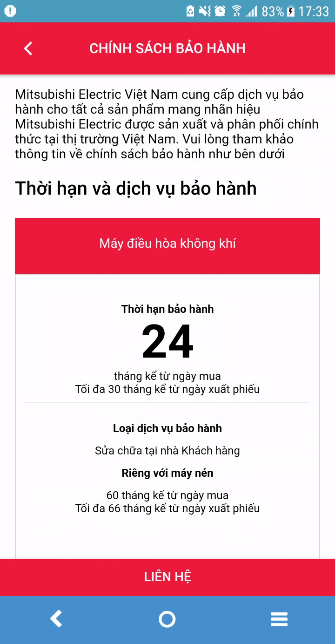 83% 17:33
CHÍNH SÁCH BẢO HÀNH
Mitsubishi Electric Việt Nam cung cấp dịch vụ bảo
hành cho tất cả sản phẩm mang nhãn hiệu
Mitsubishi Electric được sản xuất và phân phối chính
thức tại thị trường Việt Nam. Vui lòng tham khảo
thông tin về chính sách bảo hành như bên dưới
Thời hạn và dịch vụ bảo hành
Máy điều hòa không khí
Thời hạn bảo hành
24
tháng kể từ ngày mua
Tối đa 30 tháng kể từ ngày xuất phiếu
Loại dịch vụ bảo hành
Sửa chữa tại nhà Khách hàng
Riêng với máy nén
60 tháng kể từ ngày mua
Tối đa 66 tháng kể từ ngày xuất phiếu
LIÊN HỆ